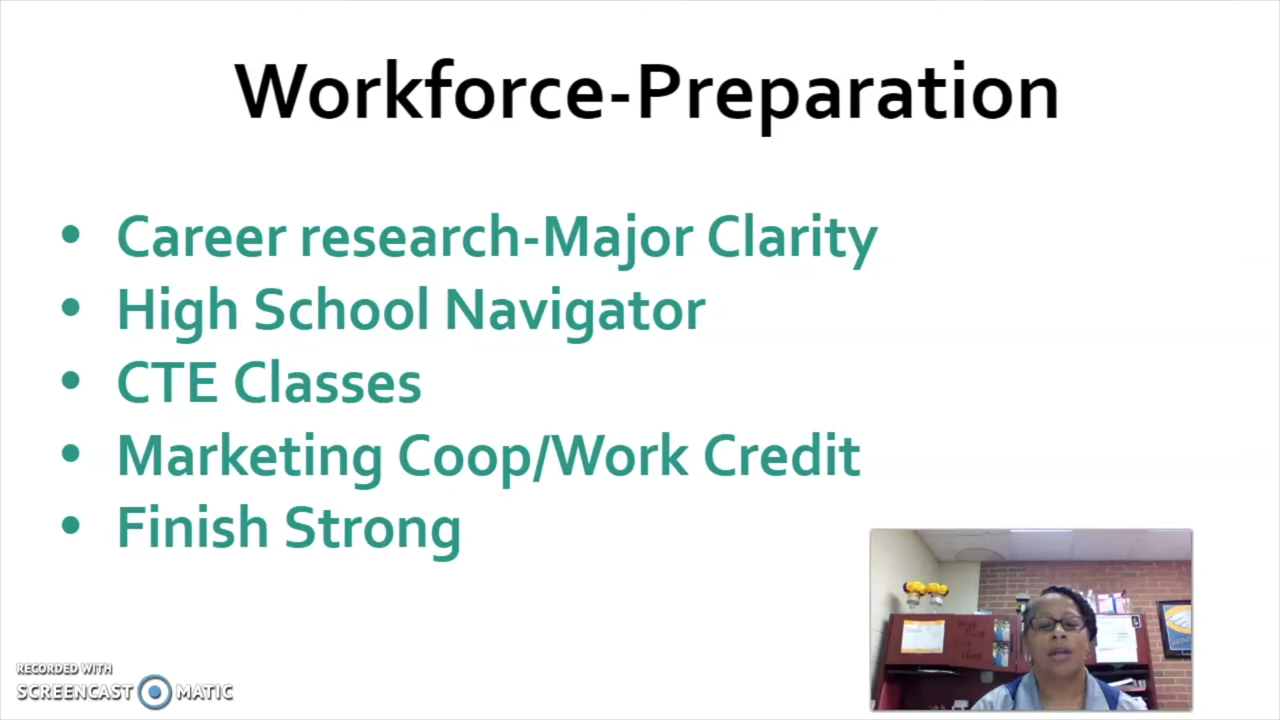 Workforce-Preparation
• Career research-Major Clarity
• High School Navigator
• CTE Classes
• Marketing Coop/Work Credit
• Finish Strong
RECORDED WITH
SCREENCAST MATIC